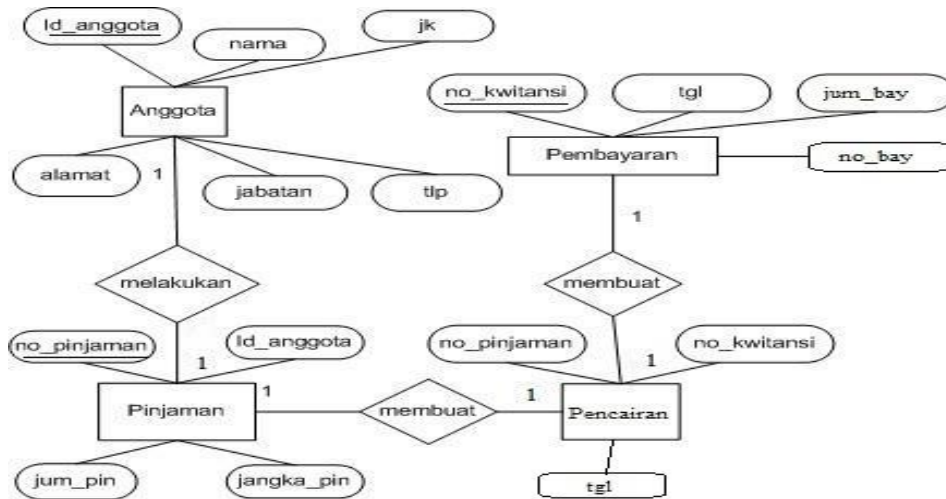 Id_anggota
nama
jk
Anggota
alamat
1
jabatan
tlp
no_kwitansi
tgl
jum_bay
Pembayaran
no_bay
1
melakukan
membuat
no_pinjaman
1
Id_anggota
no_pinjaman
1
no_kwitansi
Pinjaman
1
membuat
1
Pencairan
jum_pin
jangka_pin
tgl